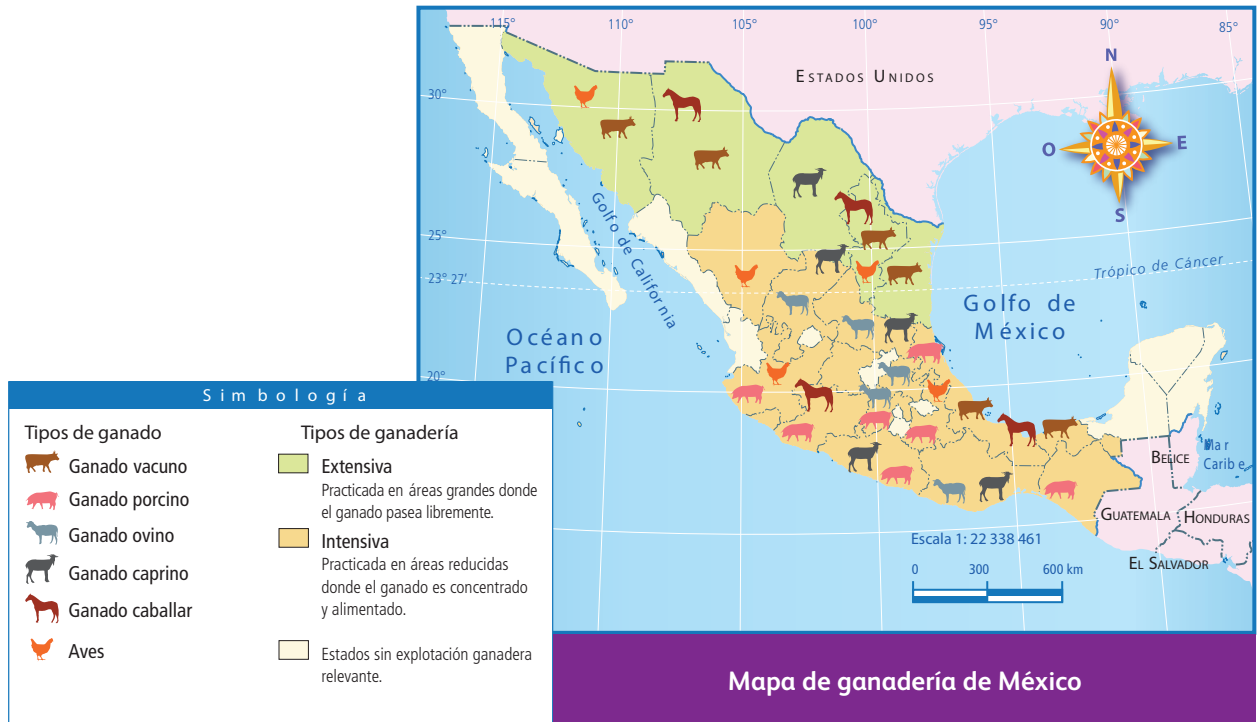 115°
110°
105°
100°
95°
90°
85°
30°
25°
23° 27'
20°
ESTADOS UNIDOS
N
O
E
S
Golfo de California
Trópico de Cáncer
Golfo de
México
Océano
Pacífico
BELICE
Mar
Caribe
GUATEMALA
HONDURAS
EL SALVADOR
Escala 1: 22 338 461
0 300 600 km
Simbología
Tipos de ganado
Ganado vacuno
Ganado porcino
Ganado ovino
Ganado caprino
Ganado caballar
Aves
Tipos de ganadería
Extensiva
Practicada en áreas grandes donde
el ganado pasea libremente.
Intensiva
Practicada en áreas reducidas
donde el ganado es concentrado
y alimentado.
Estados sin explotación ganadera
relevante.
Mapa de ganadería de México